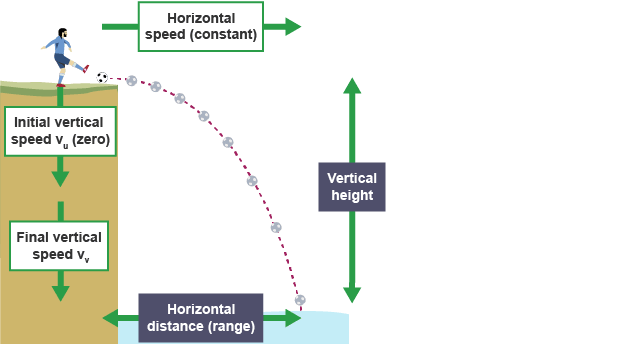 Horizontal
speed (constant)
Initial vertical
speed vᵤ (zero)
Vertical
height
Final vertical
speed vᵥ
Horizontal
distance (range)